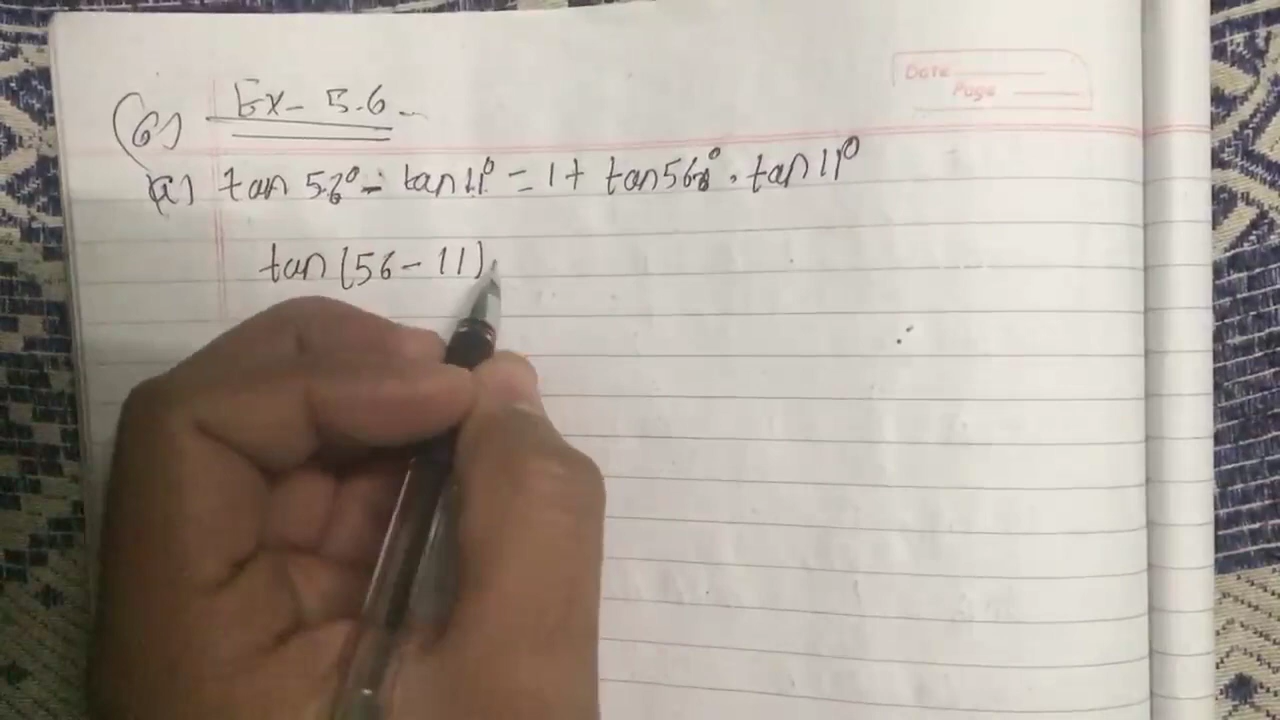 Date
Page
(6) Ex- 5.6
(a) tan 56° - tan 11° = 1 + tan 56° . tan 11°
tan (56 - 11)